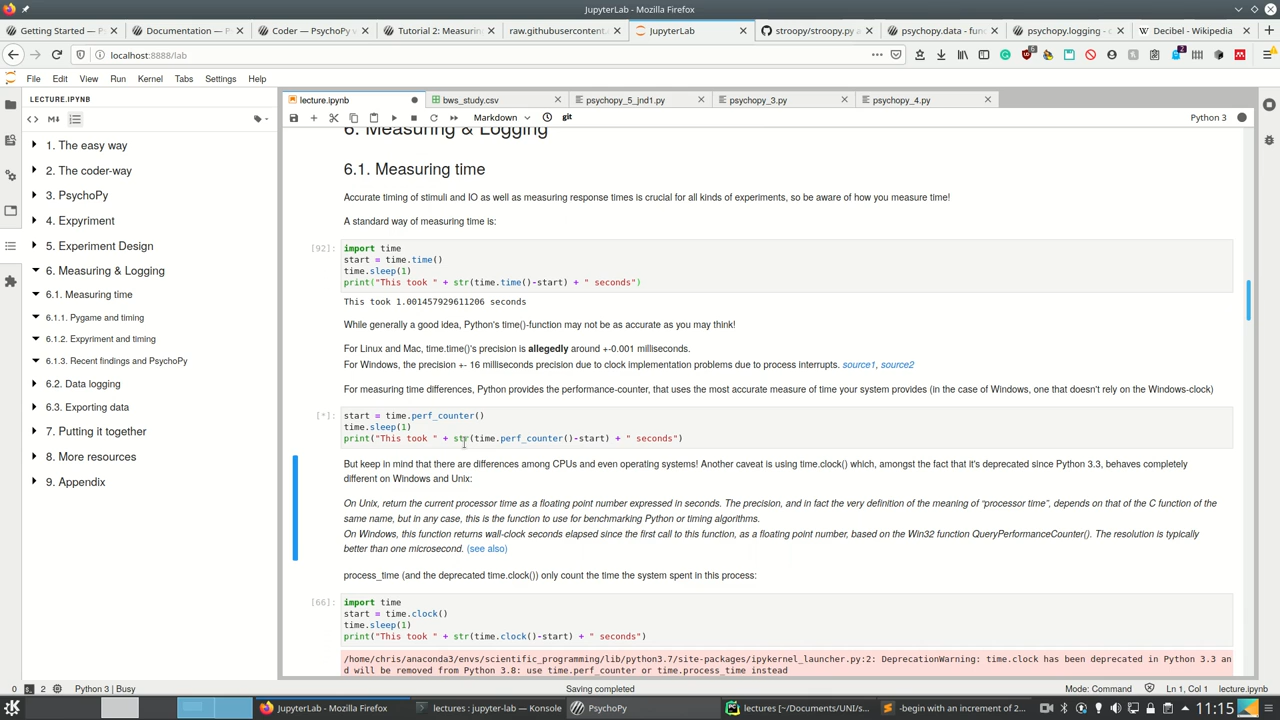 JupyterLab - Mozilla Firefox
Getting Started — P
Documentation — Ps
Coder — PsychoPy v
Tutorial 2: Measurin
raw.githubusercontent.
JupyterLab
stroopy/stroopy.py a
psychopy.data - fun
psychopy.logging - c
Decibel - Wikipedia
localhost:8888/lab
File Edit View Run Kernel Tabs Settings Help
LECTURE.IPYNB
1. The easy way
2. The coder-way
3. PsychoPy
4. Expyriment
5. Experiment Design
6. Measuring & Logging
6.1. Measuring time
6.1.1. Pygame and timing
6.1.2. Expyriment and timing
6.1.3. Recent findings and PsychoPy
6.2. Data logging
6.3. Exporting data
7. Putting it together
8. More resources
9. Appendix
lecture.ipynb
bws_study.csv
psychopy_5_jnd1.py
psychopy_3.py
psychopy_4.py
Markdown
git
Python 3
6. Measuring & Logging
6.1. Measuring time
Accurate timing of stimuli and IO as well as measuring response times is crucial for all kinds of experiments, so be aware of how you measure time!
A standard way of measuring time is:
[92]: import time
start = time.time()
time.sleep(1)
print("This took " + str(time.time()-start) + " seconds")
This took 1.001457929611206 seconds
While generally a good idea, Python's time()-function may not be as accurate as you may think!
For Linux and Mac, time.time()'s precision is allegedly around +-0.001 milliseconds.
For Windows, the precision +- 16 milliseconds precision due to clock implementation problems due to process interrupts. source1, source2
For measuring time differences, Python provides the performance-counter, that uses the most accurate measure of time your system provides (in the case of Windows, one that doesn't rely on the Windows-clock)
[*]: start = time.perf_counter()
time.sleep(1)
print("This took " + str(time.perf_counter()-start) + " seconds")
But keep in mind that there are differences among CPUs and even operating systems! Another caveat is using time.clock() which, amongst the fact that it's deprecated since Python 3.3, behaves completely
different on Windows and Unix:
On Unix, return the current processor time as a floating point number expressed in seconds. The precision, and in fact the very definition of the meaning of “processor time”, depends on that of the C function of the
same name, but in any case, this is the function to use for benchmarking Python or timing algorithms.
On Windows, this function returns wall-clock seconds elapsed since the first call to this function, as a floating point number, based on the Win32 function QueryPerformanceCounter(). The resolution is typically
better than one microsecond. (see also)
process_time (and the deprecated time.clock()) only count the time the system spent in this process:
[66]: import time
start = time.clock()
time.sleep(1)
print("This took " + str(time.clock()-start) + " seconds")
/home/chris/anaconda3/envs/scientific_programming/lib/python3.7/site-packages/ipykernel_launcher.py:2: DeprecationWarning: time.clock has been deprecated in Python 3.3 an
d will be removed from Python 3.8: use time.perf_counter or time.process_time instead
0 2 Python 3 | Busy
Saving completed
Mode: Command
Ln 1, Col 1
lecture.ipynb
JupyterLab - Mozilla Firefox
lectures : jupyter-lab — Konsole
PsychoPy
lectures [~/Documents/UNI/s...
-begin with an increment of 2...
11:15